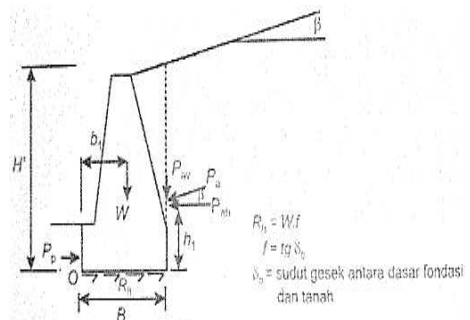 β
H'
b₁
W
Pav
Pa
β
Pah
h₁
Pp
O
Rh
B
Rh = W.f
f = tg δb
δb = sudut gesek antara dasar fondasi
dan tanah